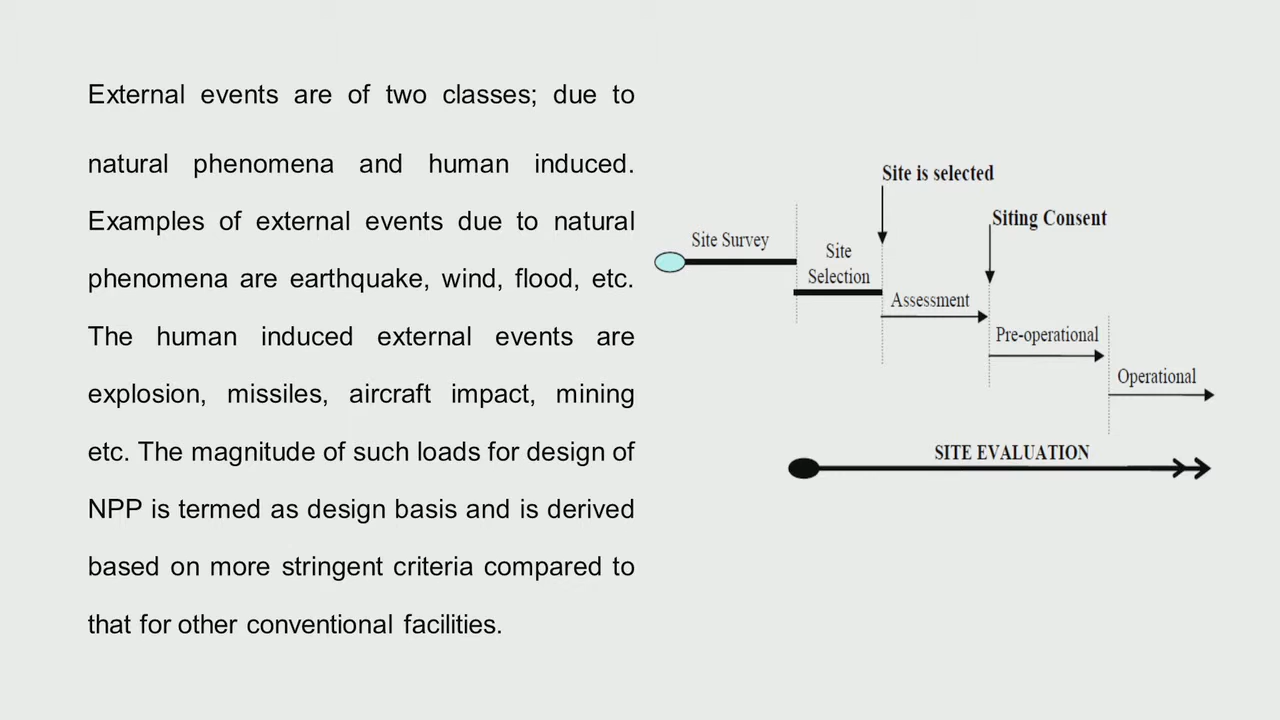 External events are of two classes; due to
natural phenomena and human induced.
Examples of external events due to natural
phenomena are earthquake, wind, flood, etc.
The human induced external events are
explosion, missiles, aircraft impact, mining
etc. The magnitude of such loads for design of
NPP is termed as design basis and is derived
based on more stringent criteria compared to
that for other conventional facilities.
Site is selected
Siting Consent
Site Survey
Site
Selection
Assessment
Pre-operational
Operational
SITE EVALUATION